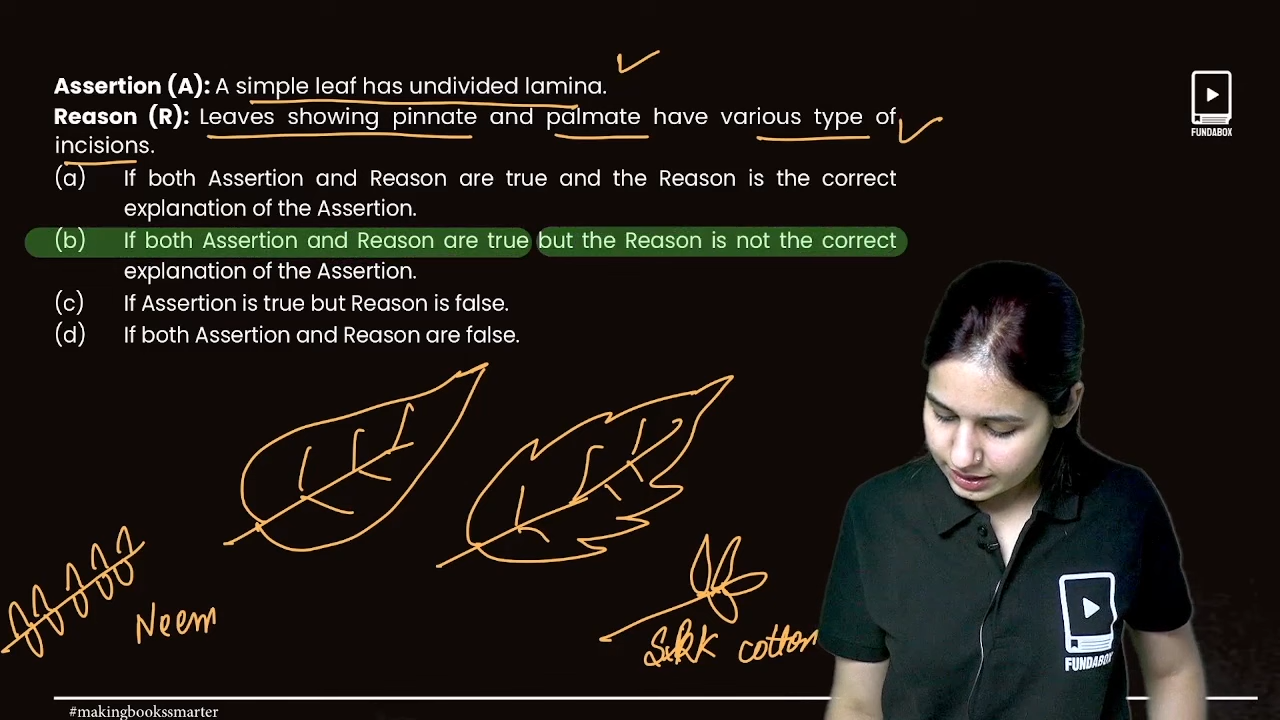 Assertion (A): A simple leaf has undivided lamina.
Reason (R): Leaves showing pinnate and palmate have various type of
incisions.
(a) If both Assertion and Reason are true and the Reason is the correct
explanation of the Assertion.
(b) If both Assertion and Reason are true but the Reason is not the correct
explanation of the Assertion.
(c) If Assertion is true but Reason is false.
(d) If both Assertion and Reason are false.
FUNDABOX
Neem
cotton
FUNDABOX
#makingbookssmarter